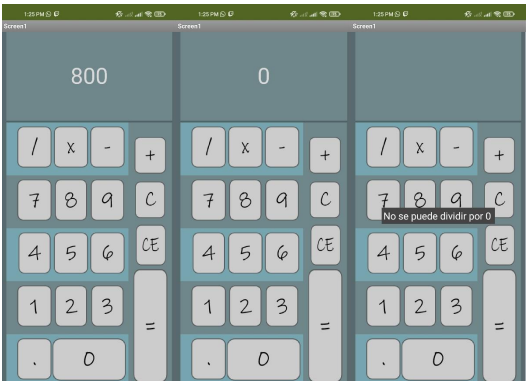 1:25 PM
Screen1
800
/ x - +
7 8 9 C
4 5 6 CE
1 2 3 =
. 0
1:25 PM
Screen1
0
/ x - +
7 8 9 C
4 5 6 CE
1 2 3 =
. 0
1:25 PM
Screen1
/ x - +
7 8 9 C
No se puede dividir por 0
4 5 6 CE
1 2 3 =
. 0